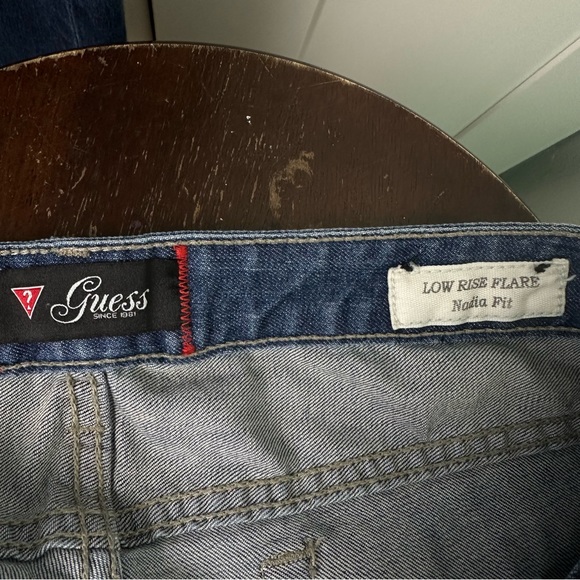 ?
Guess
SINCE 1981
LOW RISE FLARE
Nadia Fit